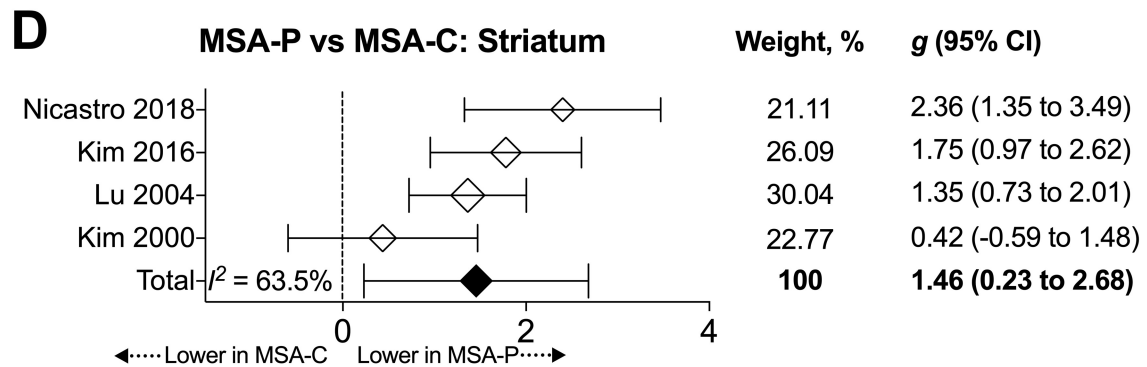 D
MSA-P vs MSA-C: Striatum Weight, % g (95% CI)
Nicastro 2018 21.11 2.36 (1.35 to 3.49)
Kim 2016 26.09 1.75 (0.97 to 2.62)
Lu 2004 30.04 1.35 (0.73 to 2.01)
Kim 2000 22.77 0.42 (-0.59 to 1.48)
Total I² = 63.5% 100 1.46 (0.23 to 2.68)
0 2 4
Lower in MSA-C Lower in MSA-P